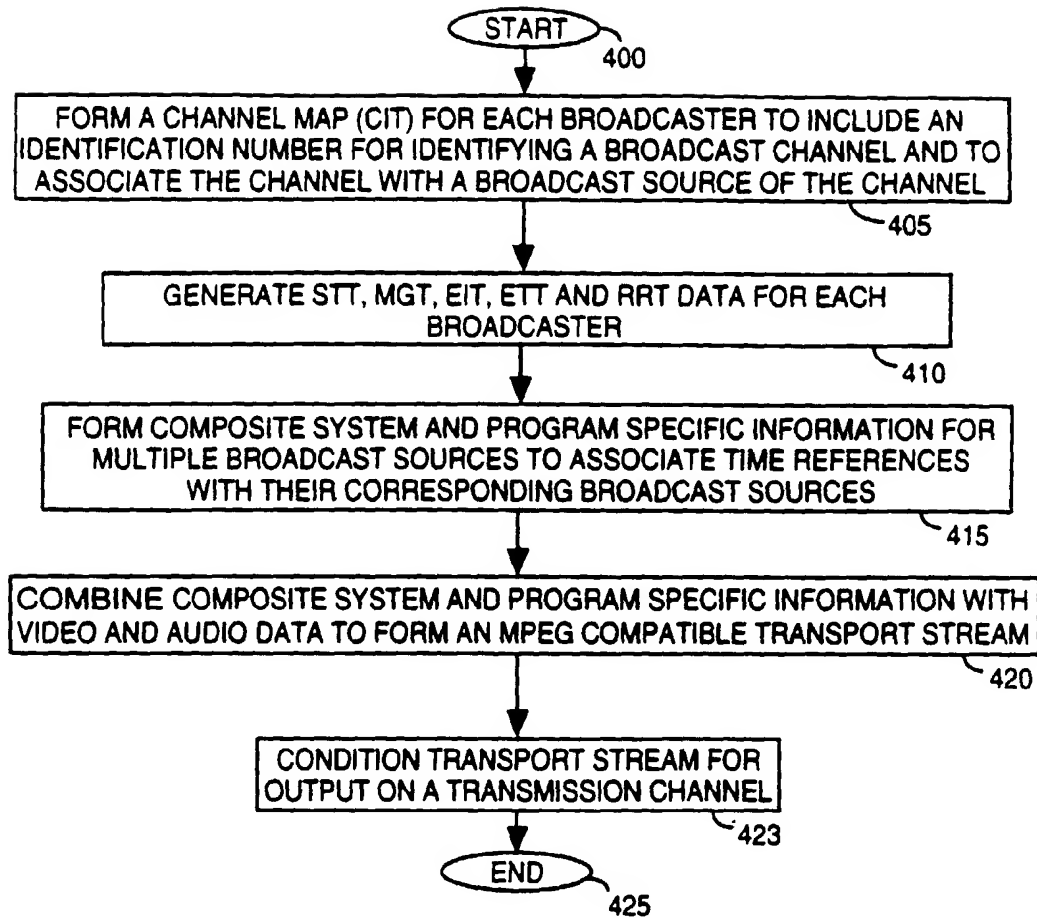 START
400
FORM A CHANNEL MAP (CIT) FOR EACH BROADCASTER TO INCLUDE AN
IDENTIFICATION NUMBER FOR IDENTIFYING A BROADCAST CHANNEL AND TO
ASSOCIATE THE CHANNEL WITH A BROADCAST SOURCE OF THE CHANNEL
405
GENERATE STT, MGT, EIT, ETT AND RRT DATA FOR EACH
BROADCASTER
410
FORM COMPOSITE SYSTEM AND PROGRAM SPECIFIC INFORMATION FOR
MULTIPLE BROADCAST SOURCES TO ASSOCIATE TIME REFERENCES
WITH THEIR CORRESPONDING BROADCAST SOURCES
415
COMBINE COMPOSITE SYSTEM AND PROGRAM SPECIFIC INFORMATION WITH
VIDEO AND AUDIO DATA TO FORM AN MPEG COMPATIBLE TRANSPORT STREAM
420
CONDITION TRANSPORT STREAM FOR
OUTPUT ON A TRANSMISSION CHANNEL
423
END
425